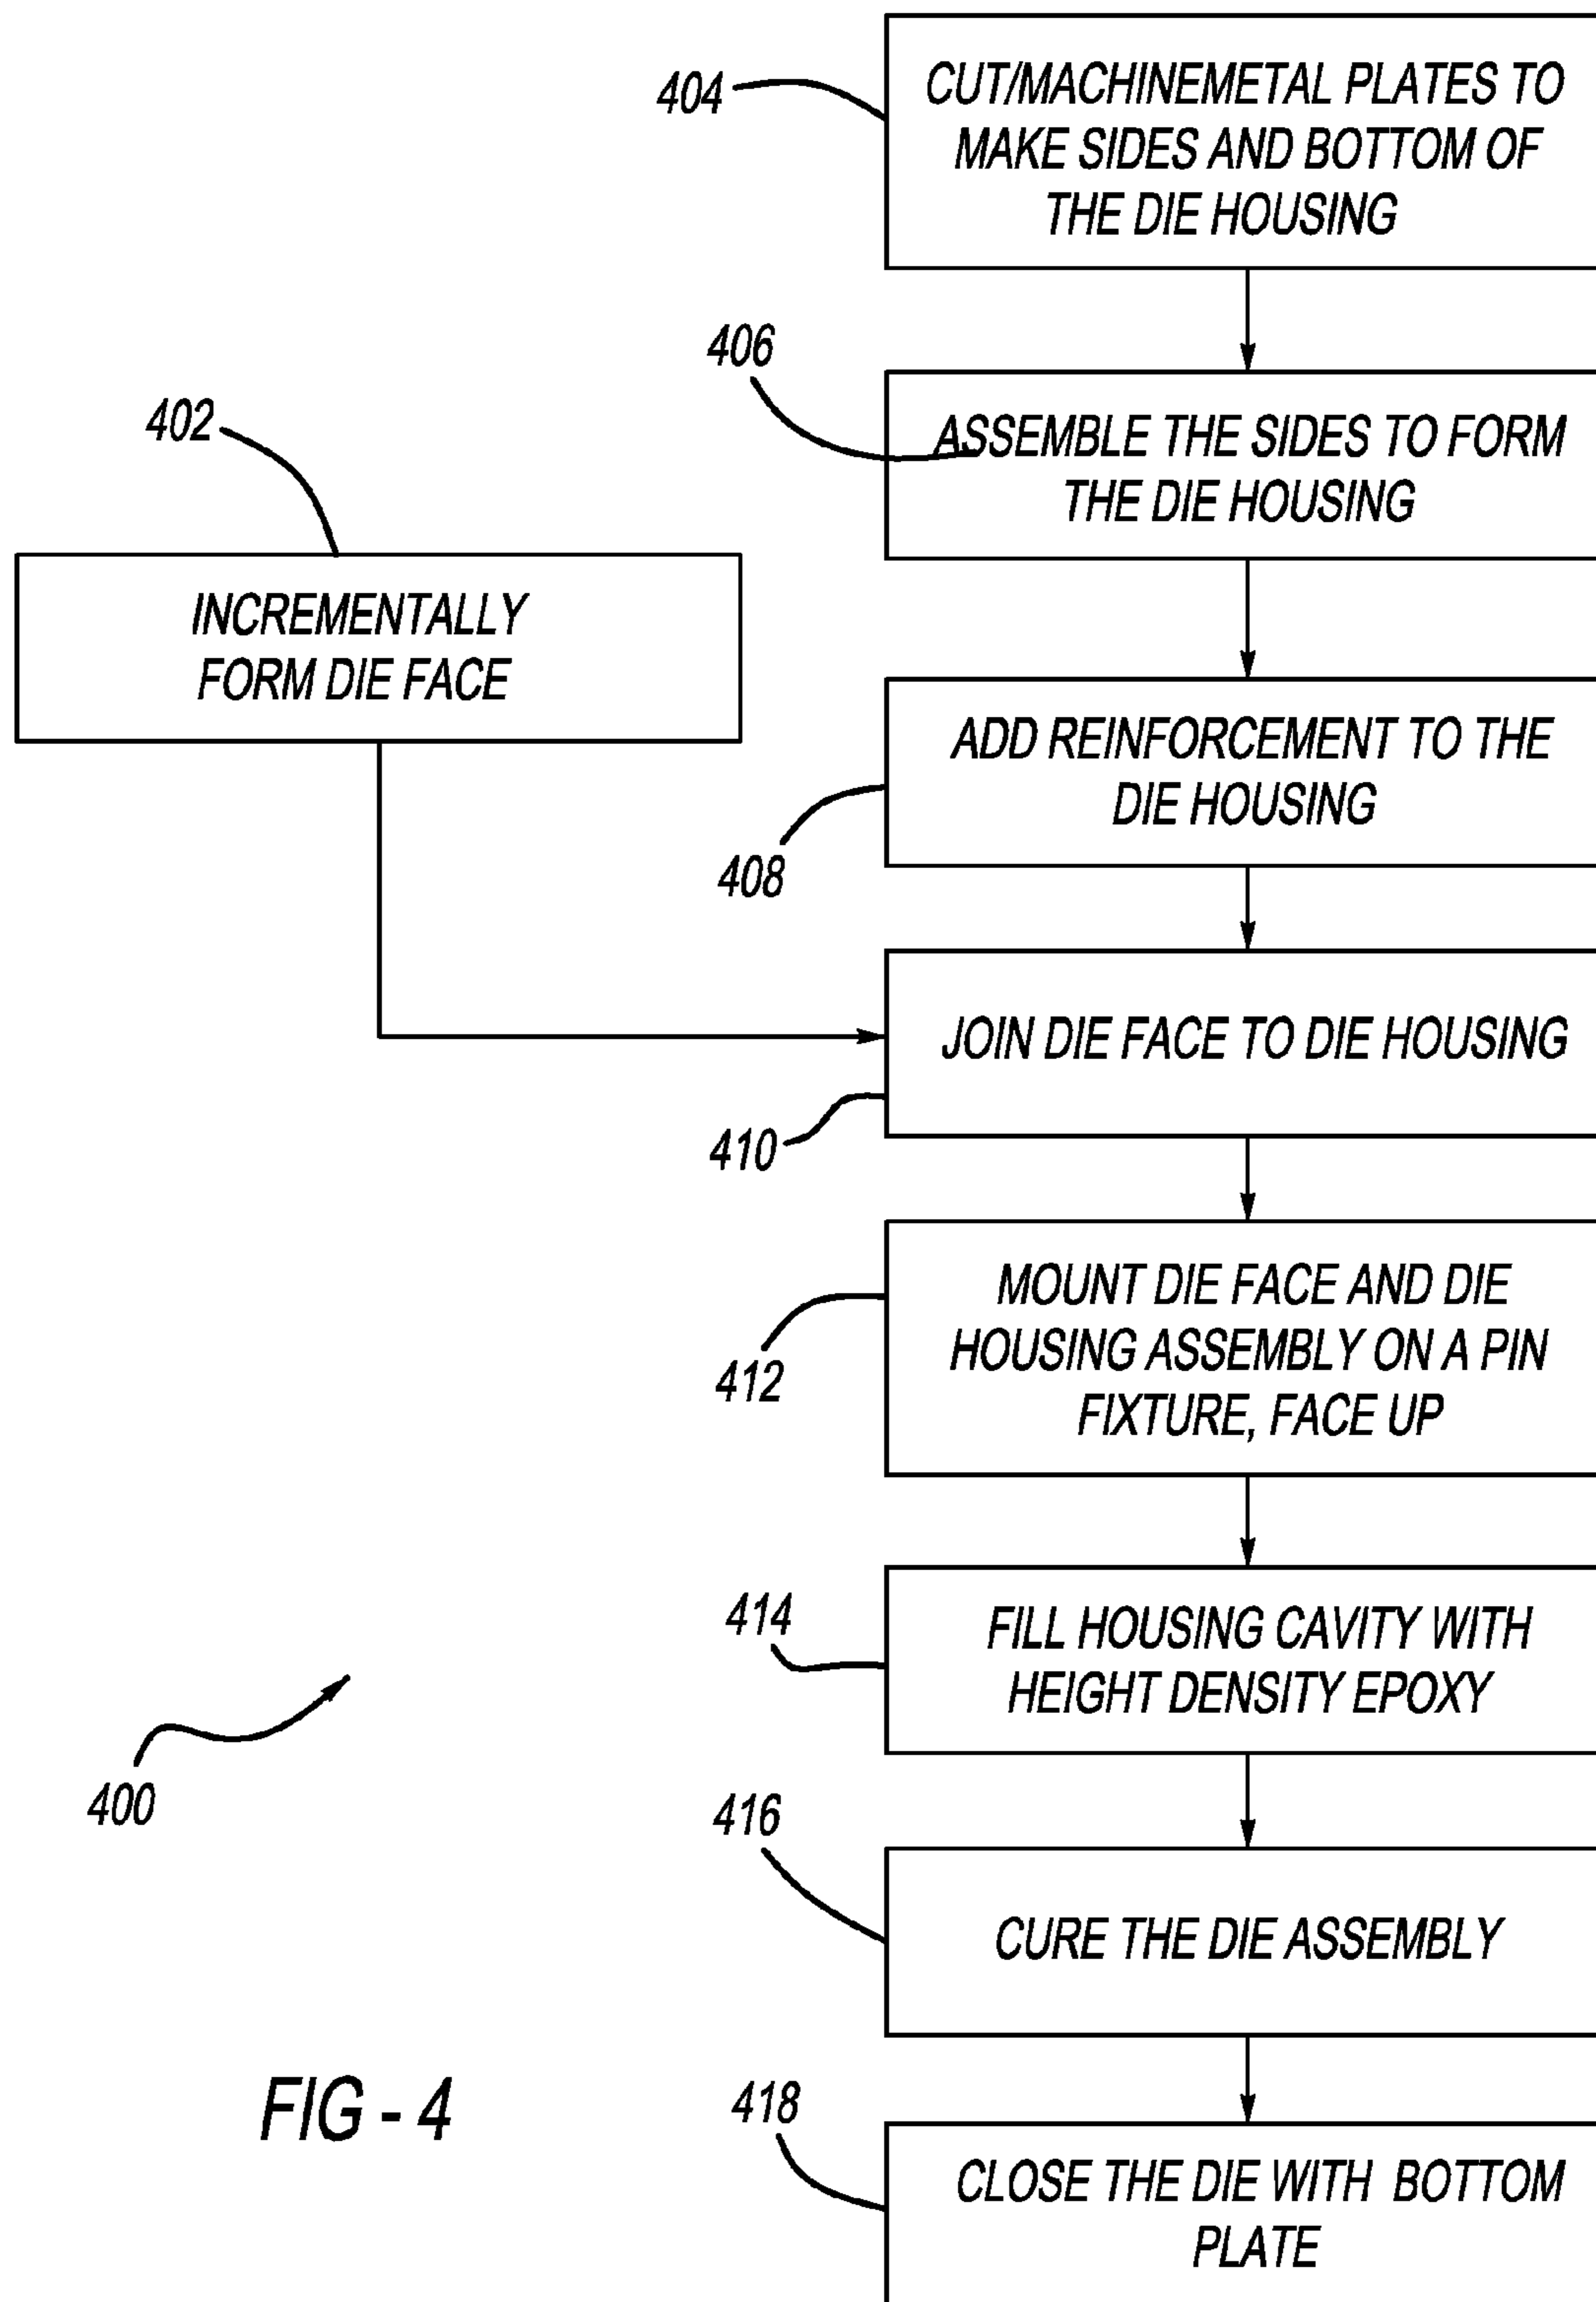 404
CUT/MACHINEMETAL PLATES TO
MAKE SIDES AND BOTTOM OF
THE DIE HOUSING
406
ASSEMBLE THE SIDES TO FORM
THE DIE HOUSING
402
INCREMENTALLY
FORM DIE FACE
ADD REINFORCEMENT TO THE
DIE HOUSING
408
JOIN DIE FACE TO DIE HOUSING
410
MOUNT DIE FACE AND DIE
HOUSING ASSEMBLY ON A PIN
FIXTURE, FACE UP
412
414
FILL HOUSING CAVITY WITH
HEIGHT DENSITY EPOXY
400
416
CURE THE DIE ASSEMBLY
FIG - 4
418
CLOSE THE DIE WITH BOTTOM
PLATE